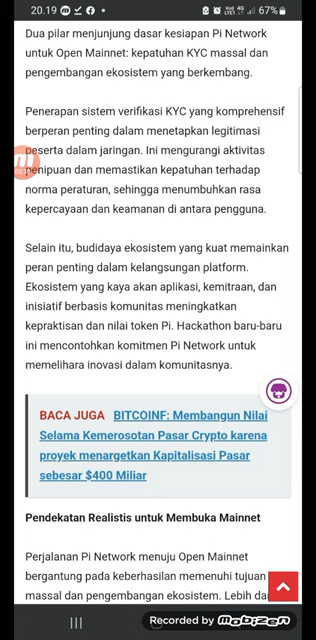 20.19
VoD 4G
LTE1
67%
Dua pilar menjunjung dasar kesiapan Pi Network
untuk Open Mainnet: kepatuhan KYC massal dan
pengembangan ekosistem yang berkembang.
Penerapan sistem verifikasi KYC yang komprehensif
berperan penting dalam menetapkan legitimasi
peserta dalam jaringan. Ini mengurangi aktivitas
penipuan dan memastikan kepatuhan terhadap
norma peraturan, sehingga menumbuhkan rasa
kepercayaan dan keamanan di antara pengguna.
Selain itu, budidaya ekosistem yang kuat memainkan
peran penting dalam kelangsungan platform.
Ekosistem yang kaya akan aplikasi, kemitraan, dan
inisiatif berbasis komunitas meningkatkan
kepraktisan dan nilai token Pi. Hackathon baru-baru
ini mencontohkan komitmen Pi Network untuk
memelihara inovasi dalam komunitasnya.
BACA JUGA BITCOINF: Membangun Nilai
Selama Kemerosotan Pasar Crypto karena
proyek menargetkan Kapitalisasi Pasar
sebesar $400 Miliar
Pendekatan Realistis untuk Membuka Mainnet
Perjalanan Pi Network menuju Open Mainnet
bergantung pada keberhasilan memenuhi tujuan
massal dan pengembangan ekosistem. Lebih
Recorded by Mobizen